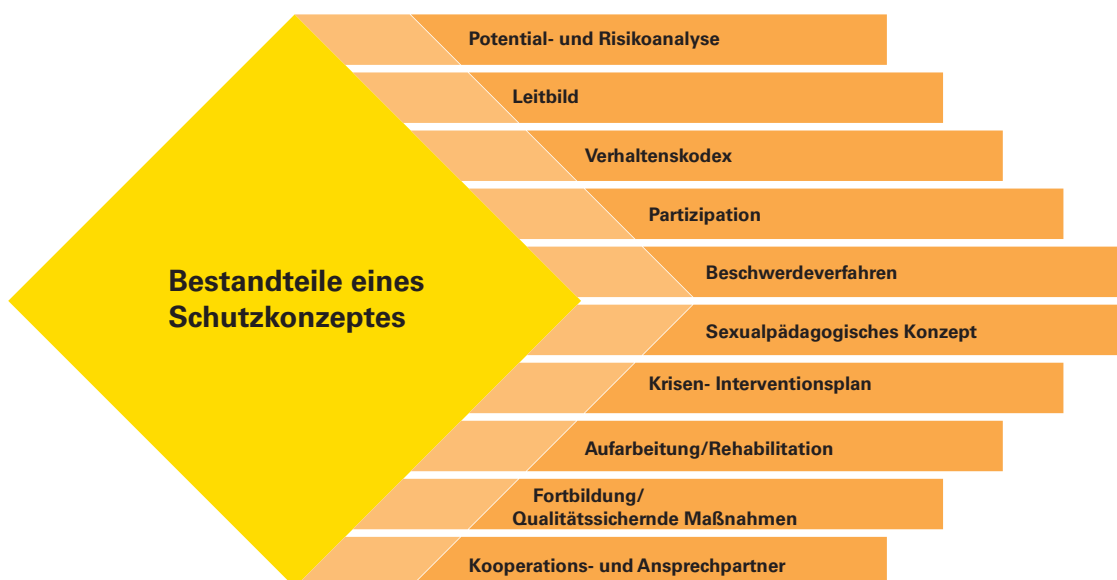 Potential- und Risikoanalyse
Leitbild
Verhaltenskodex
Partizipation
Bestandteile eines
Schutzkonzeptes
Beschwerdeverfahren
Sexualpädagogisches Konzept
Krisen- Interventionsplan
Aufarbeitung/Rehabilitation
Fortbildung/
Qualitätssichernde Maßnahmen
Kooperations- und Ansprechpartner